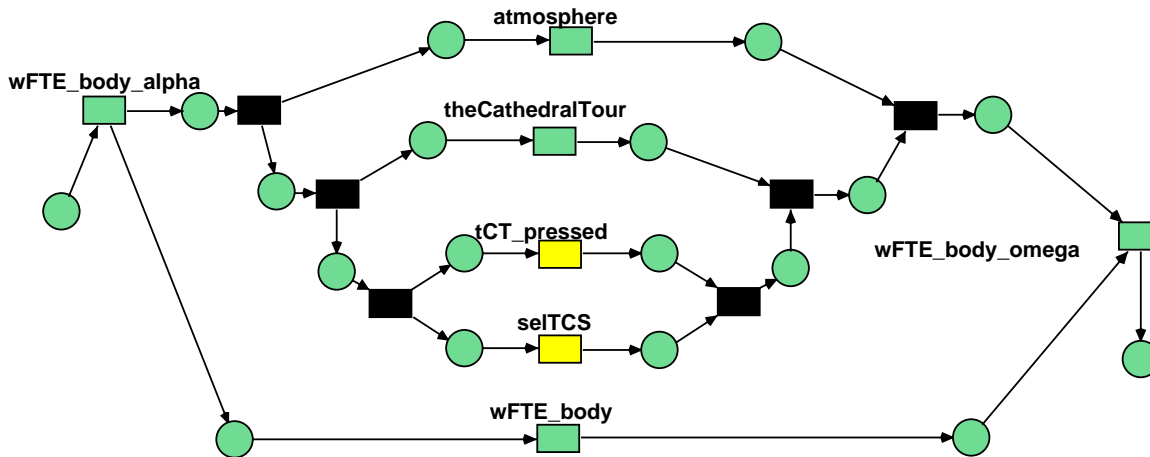 atmosphere
wFTE_body_alpha
theCathedralTour
tCT_pressed
wFTE_body_omega
selTCS
wFTE_body